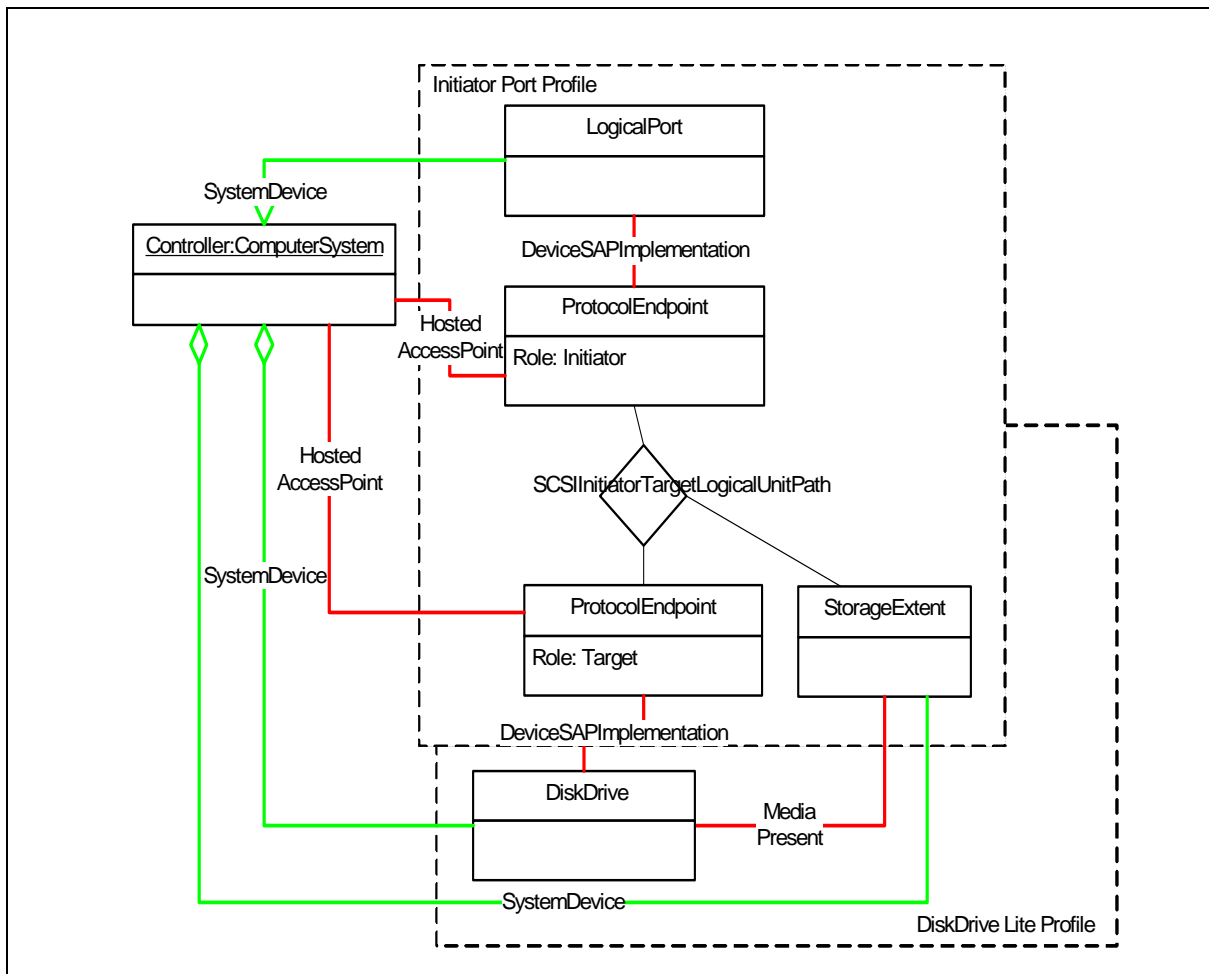 Initiator Port Profile
LogicalPort
SystemDevice
Controller:ComputerSystem
DeviceSAPImplementation
ProtocolEndpoint
Role: Initiator
Hosted
AccessPoint
Hosted
AccessPoint
SCSIInitiatorTargetLogicalUnitPath
SystemDevice
ProtocolEndpoint
Role: Target
StorageExtent
DeviceSAPImplementation
DiskDrive
Media
Present
SystemDevice
DiskDrive Lite Profile